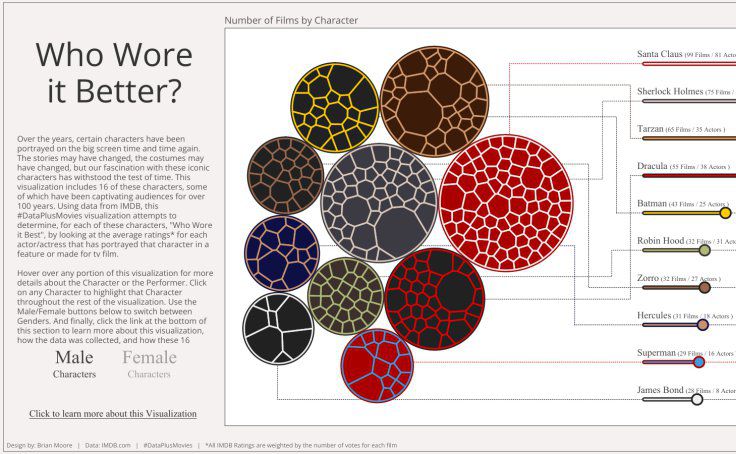 Number of Films by Character
Who Wore
it Better?
Over the years, certain characters have been
portrayed on the big screen time and time again.
The stories may have changed, the costumes may
have changed, but our fascination with these iconic
characters has withstood the test of time. This
visualization includes 16 of these characters, some
of which have been captivating audiences for over
100 years. Using data from IMDB, this
#DataPlusMovies visualization attempts to
determine, for each of these characters, "Who Wore
it Best", by looking at the average ratings* for each
actor/actress that has portrayed that character in a
feature or made for tv film.
Hover over any portion of this visualization for more
details about the Character or the Performer. Click
on any Character to highlight that Character
throughout the rest of the visualization. Use the
Male/Female buttons below to switch between
Genders. And finally, click the link at the bottom of
this section to learn more about this visualization,
how the data was collected, and how these 16
Male Female
Characters Characters
Click to learn more about this Visualization
Santa Claus (99 Films / 81 Acto
Sherlock Holmes (75 Films /
Tarzan (65 Films / 35 Actors )
Dracula (55 Films / 38 Actors )
Batman (43 Films / 25 Actors )
Robin Hood (32 Films / 31 Act
Zorro (32 Films / 27 Actors )
Hercules (31 Films / 18 Actors )
Superman (29 Films / 16 Actors )
James Bond (28 Films / 8 Actor
Design by: Brian Moore | Data: IMDB.com | #DataPlusMovies | *All IMDB Ratings are weighted by the number of votes for each film